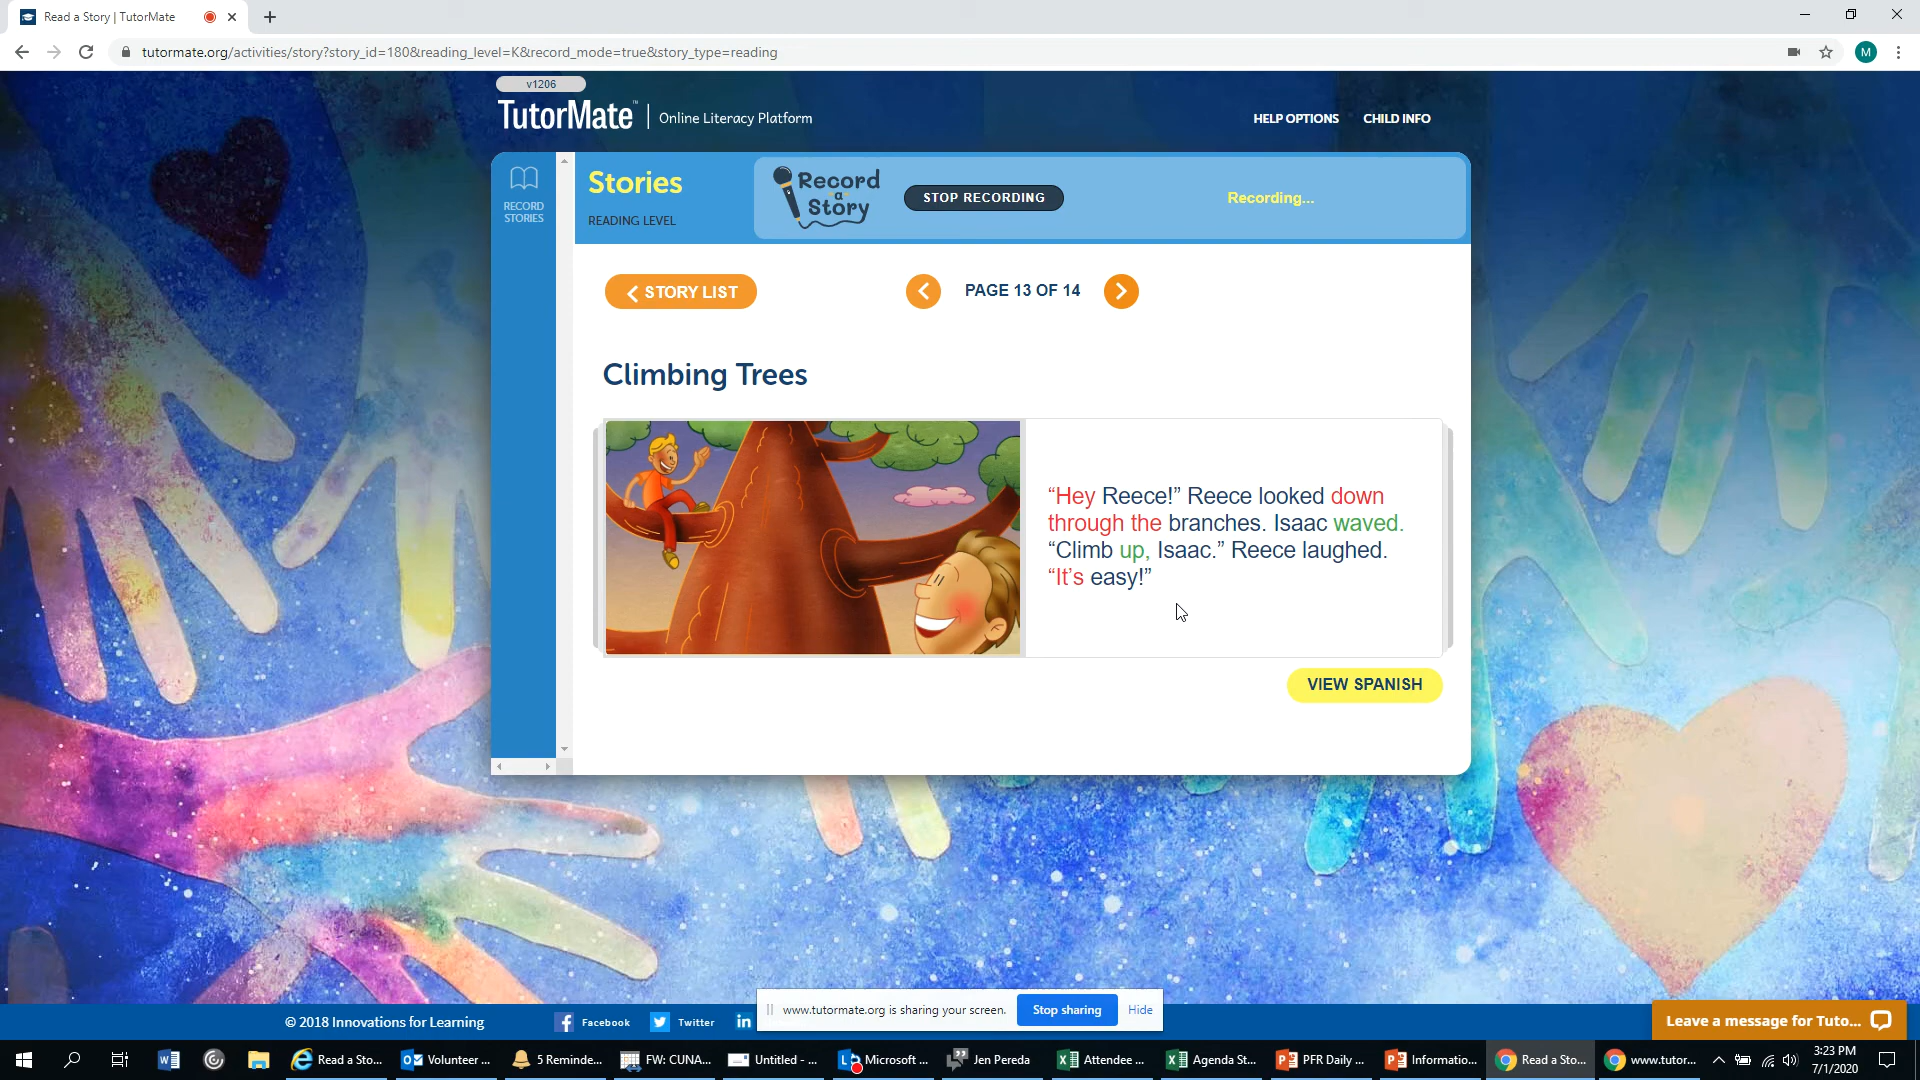 Read a Story | TutorMate
tutormate.org/activities/story?story_id=180&reading_level=K&record_mode=true&story_type=reading
M
v1206
TutorMate™ | Online Literacy Platform
HELP OPTIONS CHILD INFO
RECORD
STORIES
Stories
READING LEVEL
Record
a
Story
STOP RECORDING
Recording...
STORY LIST
PAGE 13 OF 14
Climbing Trees
“Hey Reece!” Reece looked down
through the branches. Isaac waved.
“Climb up, Isaac.” Reece laughed.
“It’s easy!”
VIEW SPANISH
© 2018 Innovations for Learning
Facebook
Twitter
in
www.tutormate.org is sharing your screen.
Stop sharing
Hide
Leave a message for Tuto...
Read a Sto...
Volunteer ...
5 Reminde...
FW: CUNA...
Untitled - ...
Microsoft ...
Jen Pereda
Attendee ...
Agenda St...
PFR Daily ...
Informatio...
Read a Sto...
www.tutor...
3:23 PM
7/1/2020